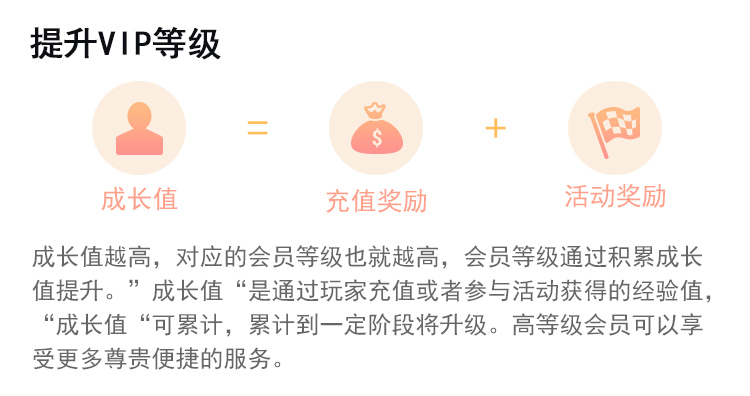 提升VIP等级
= +
$
成长值 充值奖励 活动奖励
成长值越高，对应的会员等级也就越高，会员等级通过积累成长
值提升。”成长值“是通过玩家充值或者参与活动获得的经验值，
“成长值“可累计，累计到一定阶段将升级。高等级会员可以享
受更多尊贵便捷的服务。